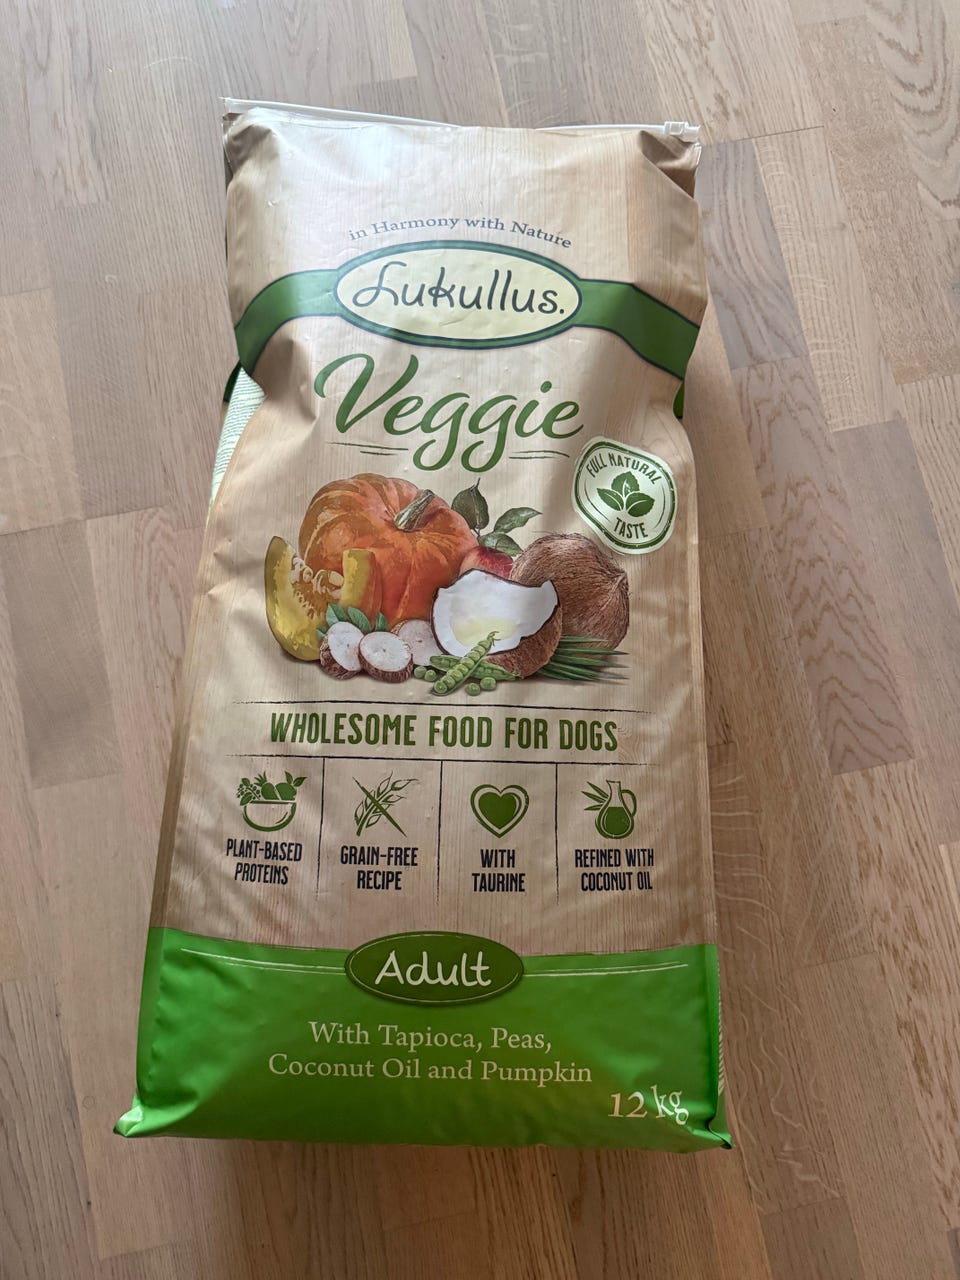 in Harmony with Nature
Lukullus.
Veggie
FULL NATURAL
TASTE
WHOLESOME FOOD FOR DOGS
PLANT-BASED
PROTEINS
GRAIN-FREE
RECIPE
WITH
TAURINE
REFINED WITH
COCONUT OIL
Adult
With Tapioca, Peas,
Coconut Oil and Pumpkin
12 kg